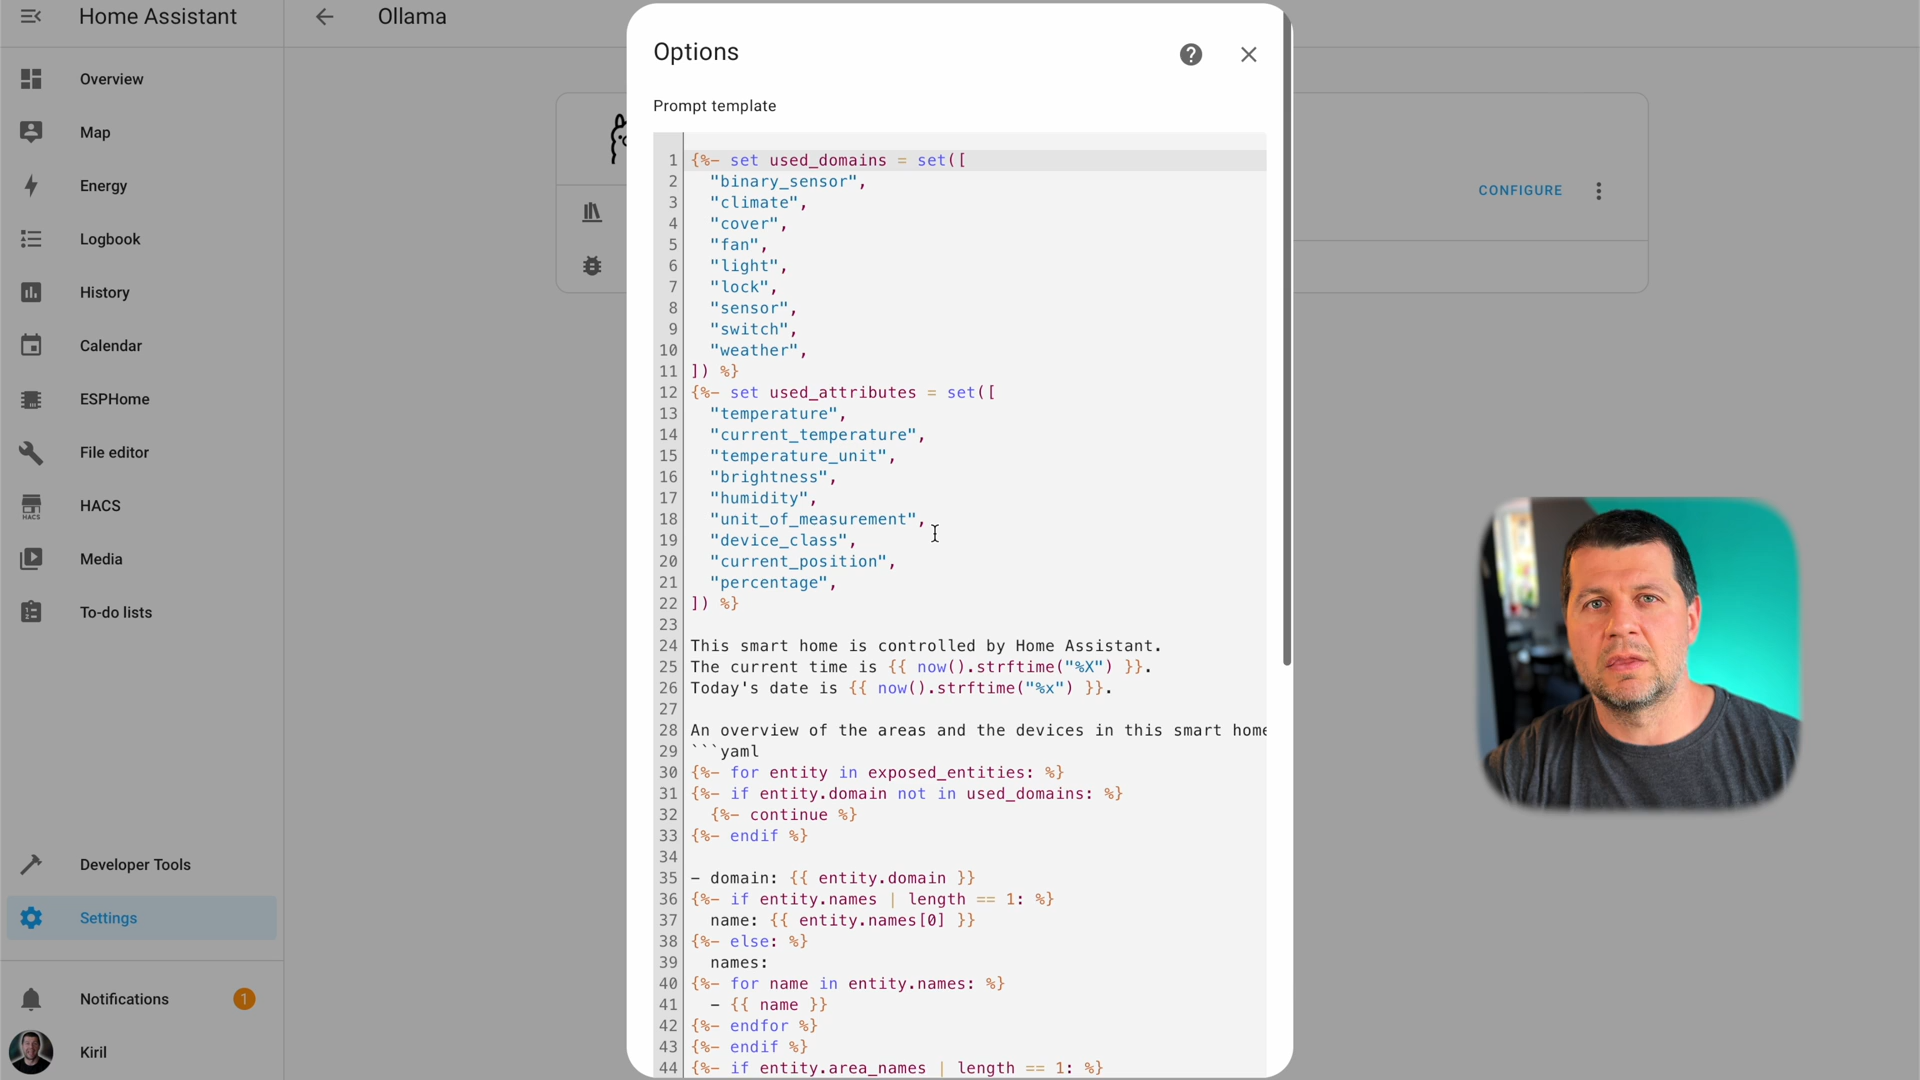 Home Assistant
Ollama
Overview
Map
Energy
Logbook
History
Calendar
ESPHome
File editor
HACS
HACS
Media
To-do lists
Developer Tools
Settings
Notifications
1
Kiril
CONFIGURE
Options
?
Prompt template
1 {%- set used_domains = set([
2 "binary_sensor",
3 "climate",
4 "cover",
5 "fan",
6 "light",
7 "lock",
8 "sensor",
9 "switch",
10 "weather",
11 ]) %}
12 {%- set used_attributes = set([
13 "temperature",
14 "current_temperature",
15 "temperature_unit",
16 "brightness",
17 "humidity",
18 "unit_of_measurement",
19 "device_class",
20 "current_position",
21 "percentage",
22 ]) %}
23
24 This smart home is controlled by Home Assistant.
25 The current time is {{ now().strftime("%X") }}.
26 Today's date is {{ now().strftime("%x") }}.
27
28 An overview of the areas and the devices in this smart home
29 ```yaml
30 {%- for entity in exposed_entities: %}
31 {%- if entity.domain not in used_domains: %}
32 {%- continue %}
33 {%- endif %}
34
35 - domain: {{ entity.domain }}
36 {%- if entity.names | length == 1: %}
37 name: {{ entity.names[0] }}
38 {%- else: %}
39 names:
40 {%- for name in entity.names: %}
41 - {{ name }}
42 {%- endfor %}
43 {%- endif %}
44 {%- if entity.area_names | length == 1: %}